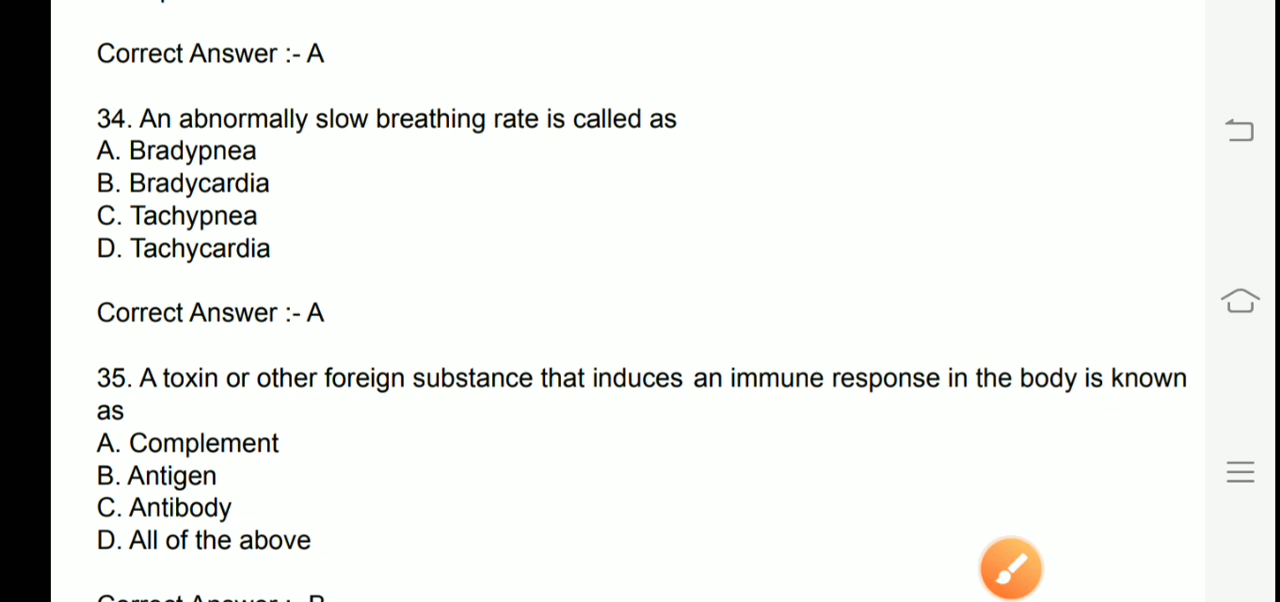 Correct Answer :- A
34. An abnormally slow breathing rate is called as
A. Bradypnea
B. Bradycardia
C. Tachypnea
D. Tachycardia
Correct Answer :- A
35. A toxin or other foreign substance that induces an immune response in the body is known
as
A. Complement
B. Antigen
C. Antibody
D. All of the above
Correct Answer :- B